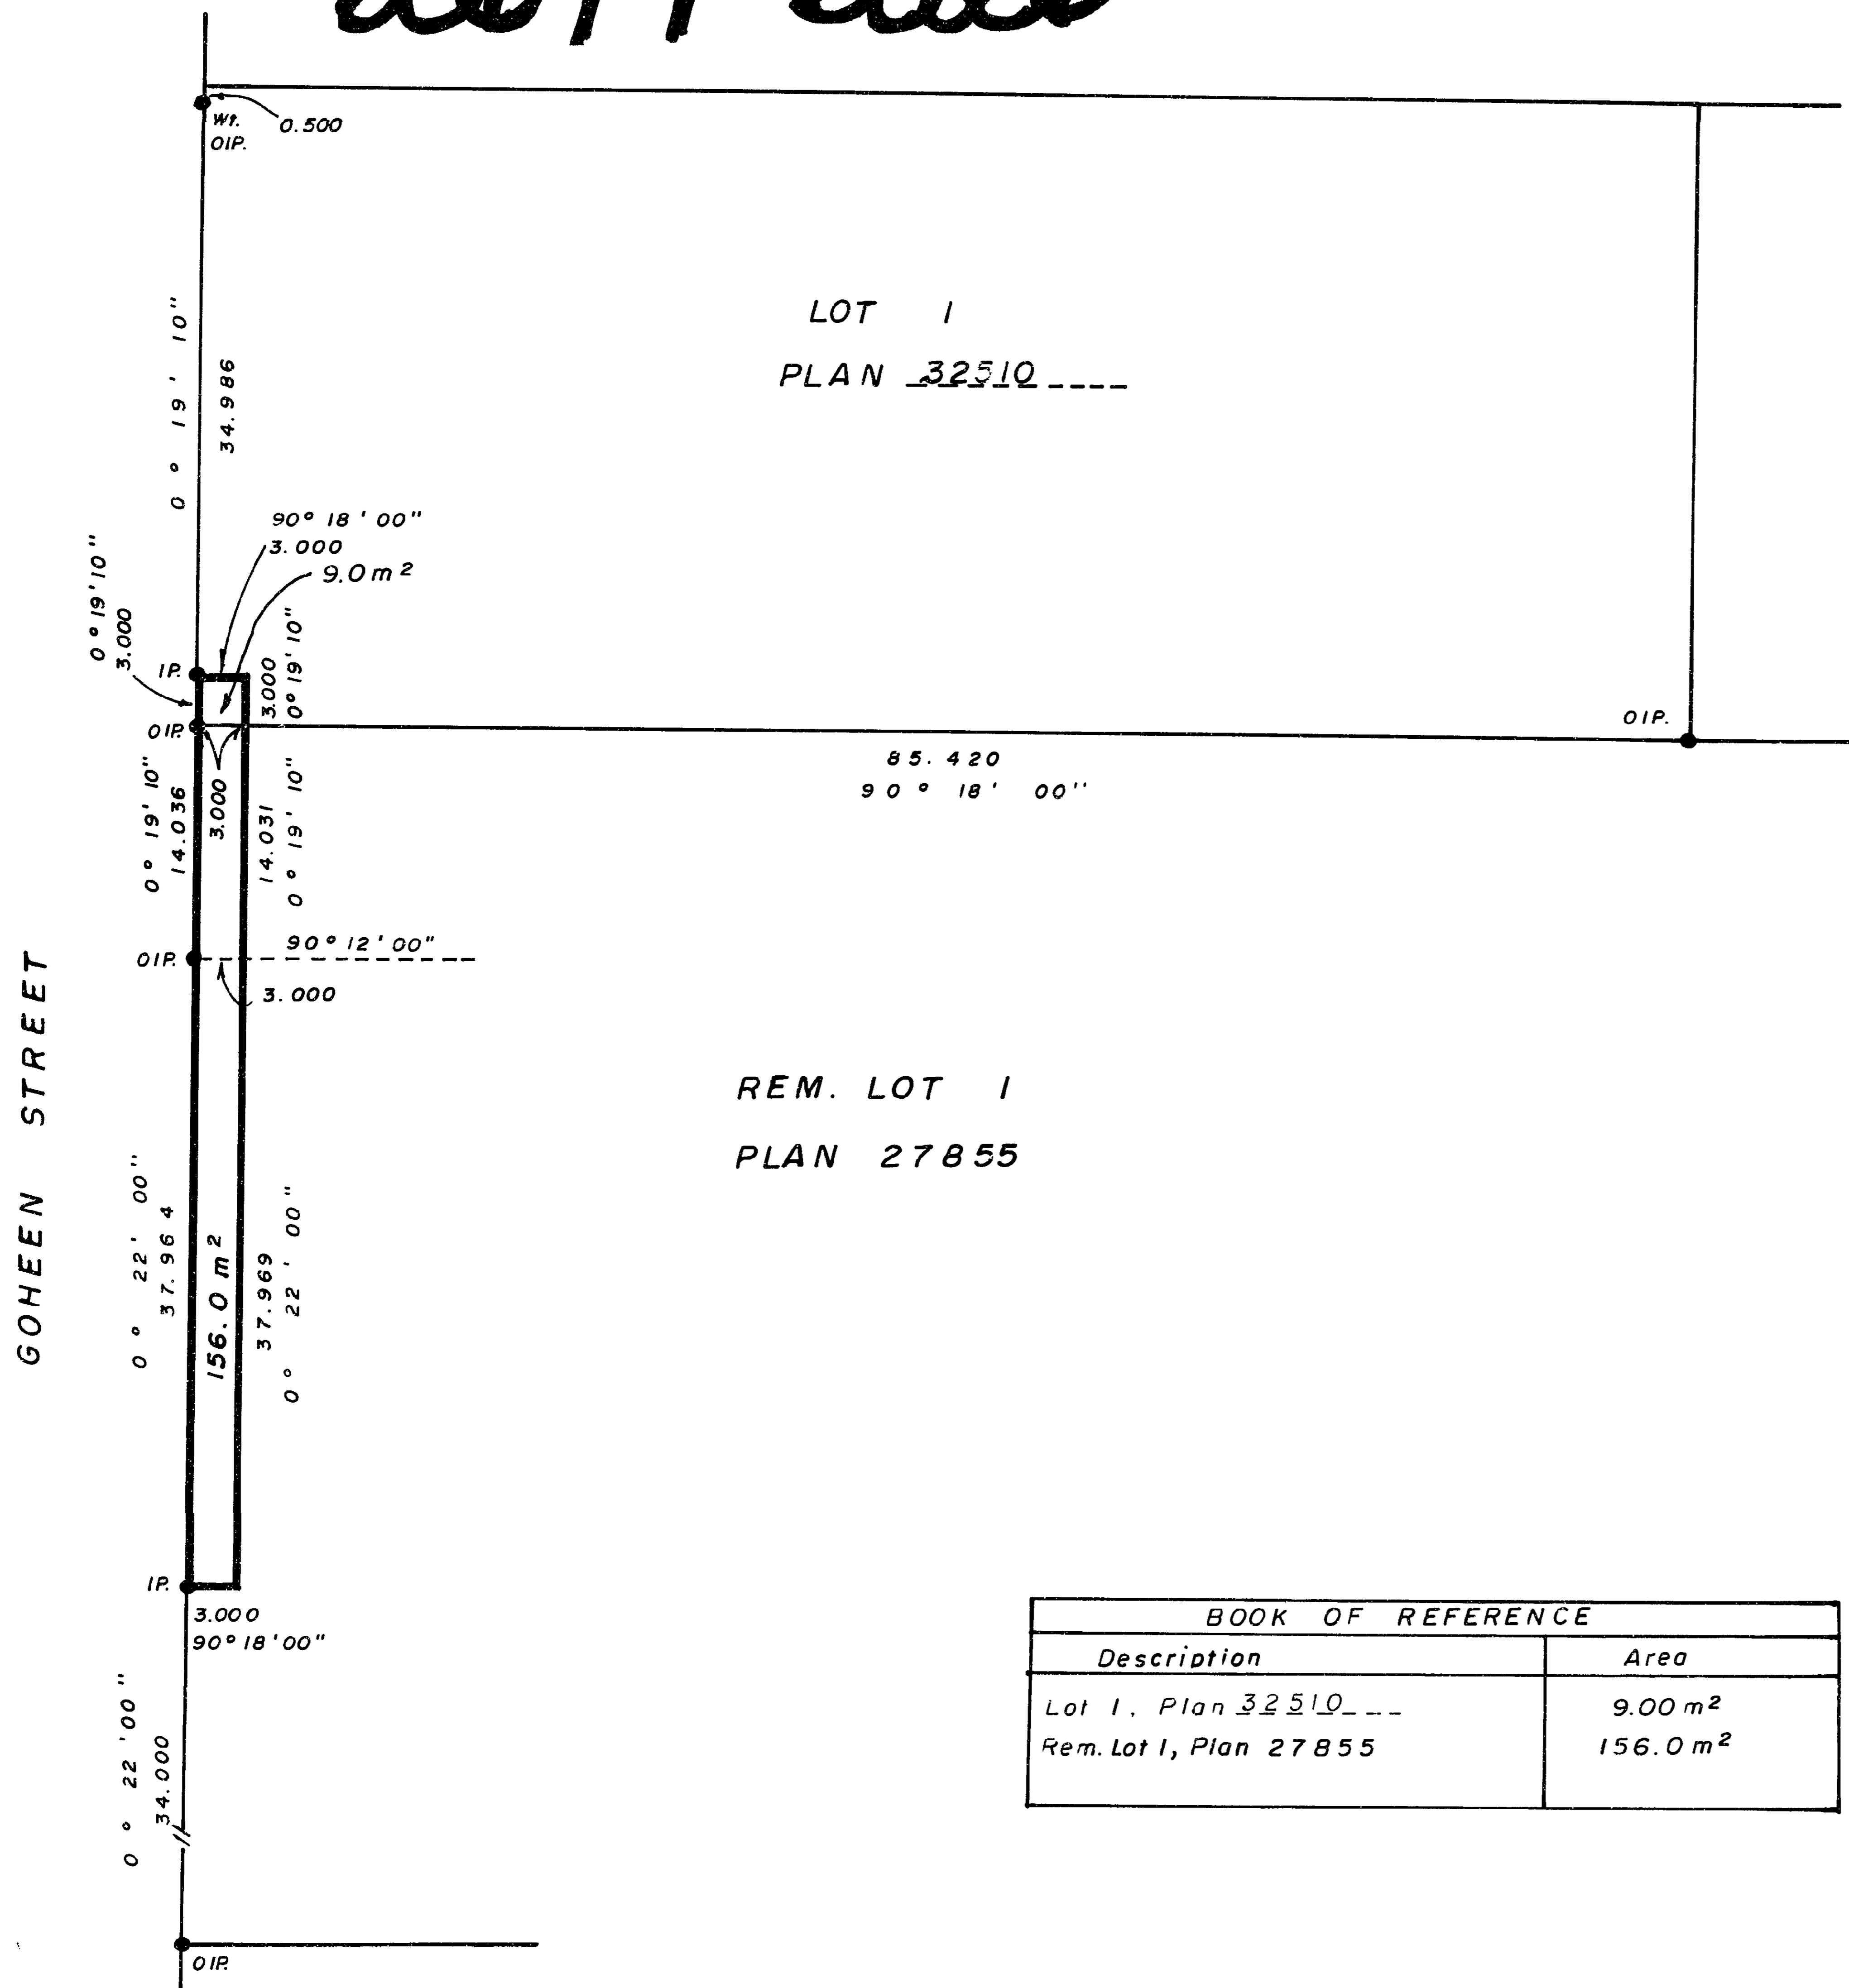 Wt.
OIP.
0.500
LOT 1
PLAN 32510
0° 19' 10"
34.986
90° 18' 00"
3.000
9.0 m²
0° 19' 10"
3.000
3.000
0° 19' 10"
IP.
OIP.
OIP.
85.420
90° 18' 00"
0° 19' 10"
14.036
3.000
14.031
0° 19' 10"
OIP.
90° 12' 00"
3.000
GOHEEN STREET
REM. LOT 1
PLAN 27855
0° 22' 00"
37.964
156.0 m²
37.969
0° 22' 00"
IP.
3.000
90° 18' 00"
BOOK OF REFERENCE
Description Area
Lot 1, Plan 32510 9.00 m²
Rem. Lot 1, Plan 27855 156.0 m²
0° 22' 00"
34.000
OIP.